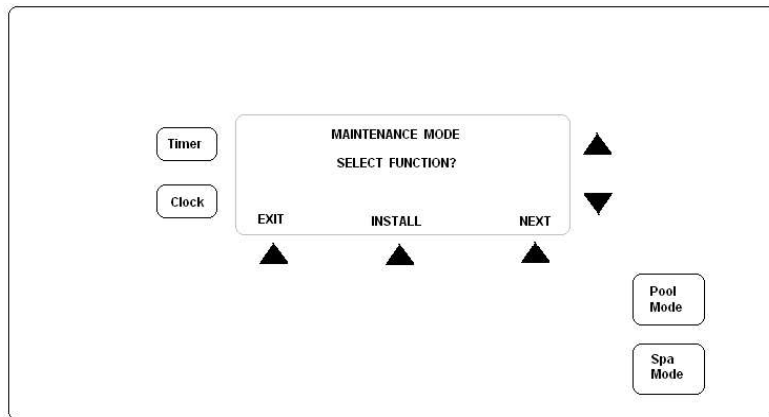 MAINTENANCE MODE
Timer
SELECT FUNCTION?
Clock
EXIT INSTALL NEXT
Pool
Mode
Spa
Mode